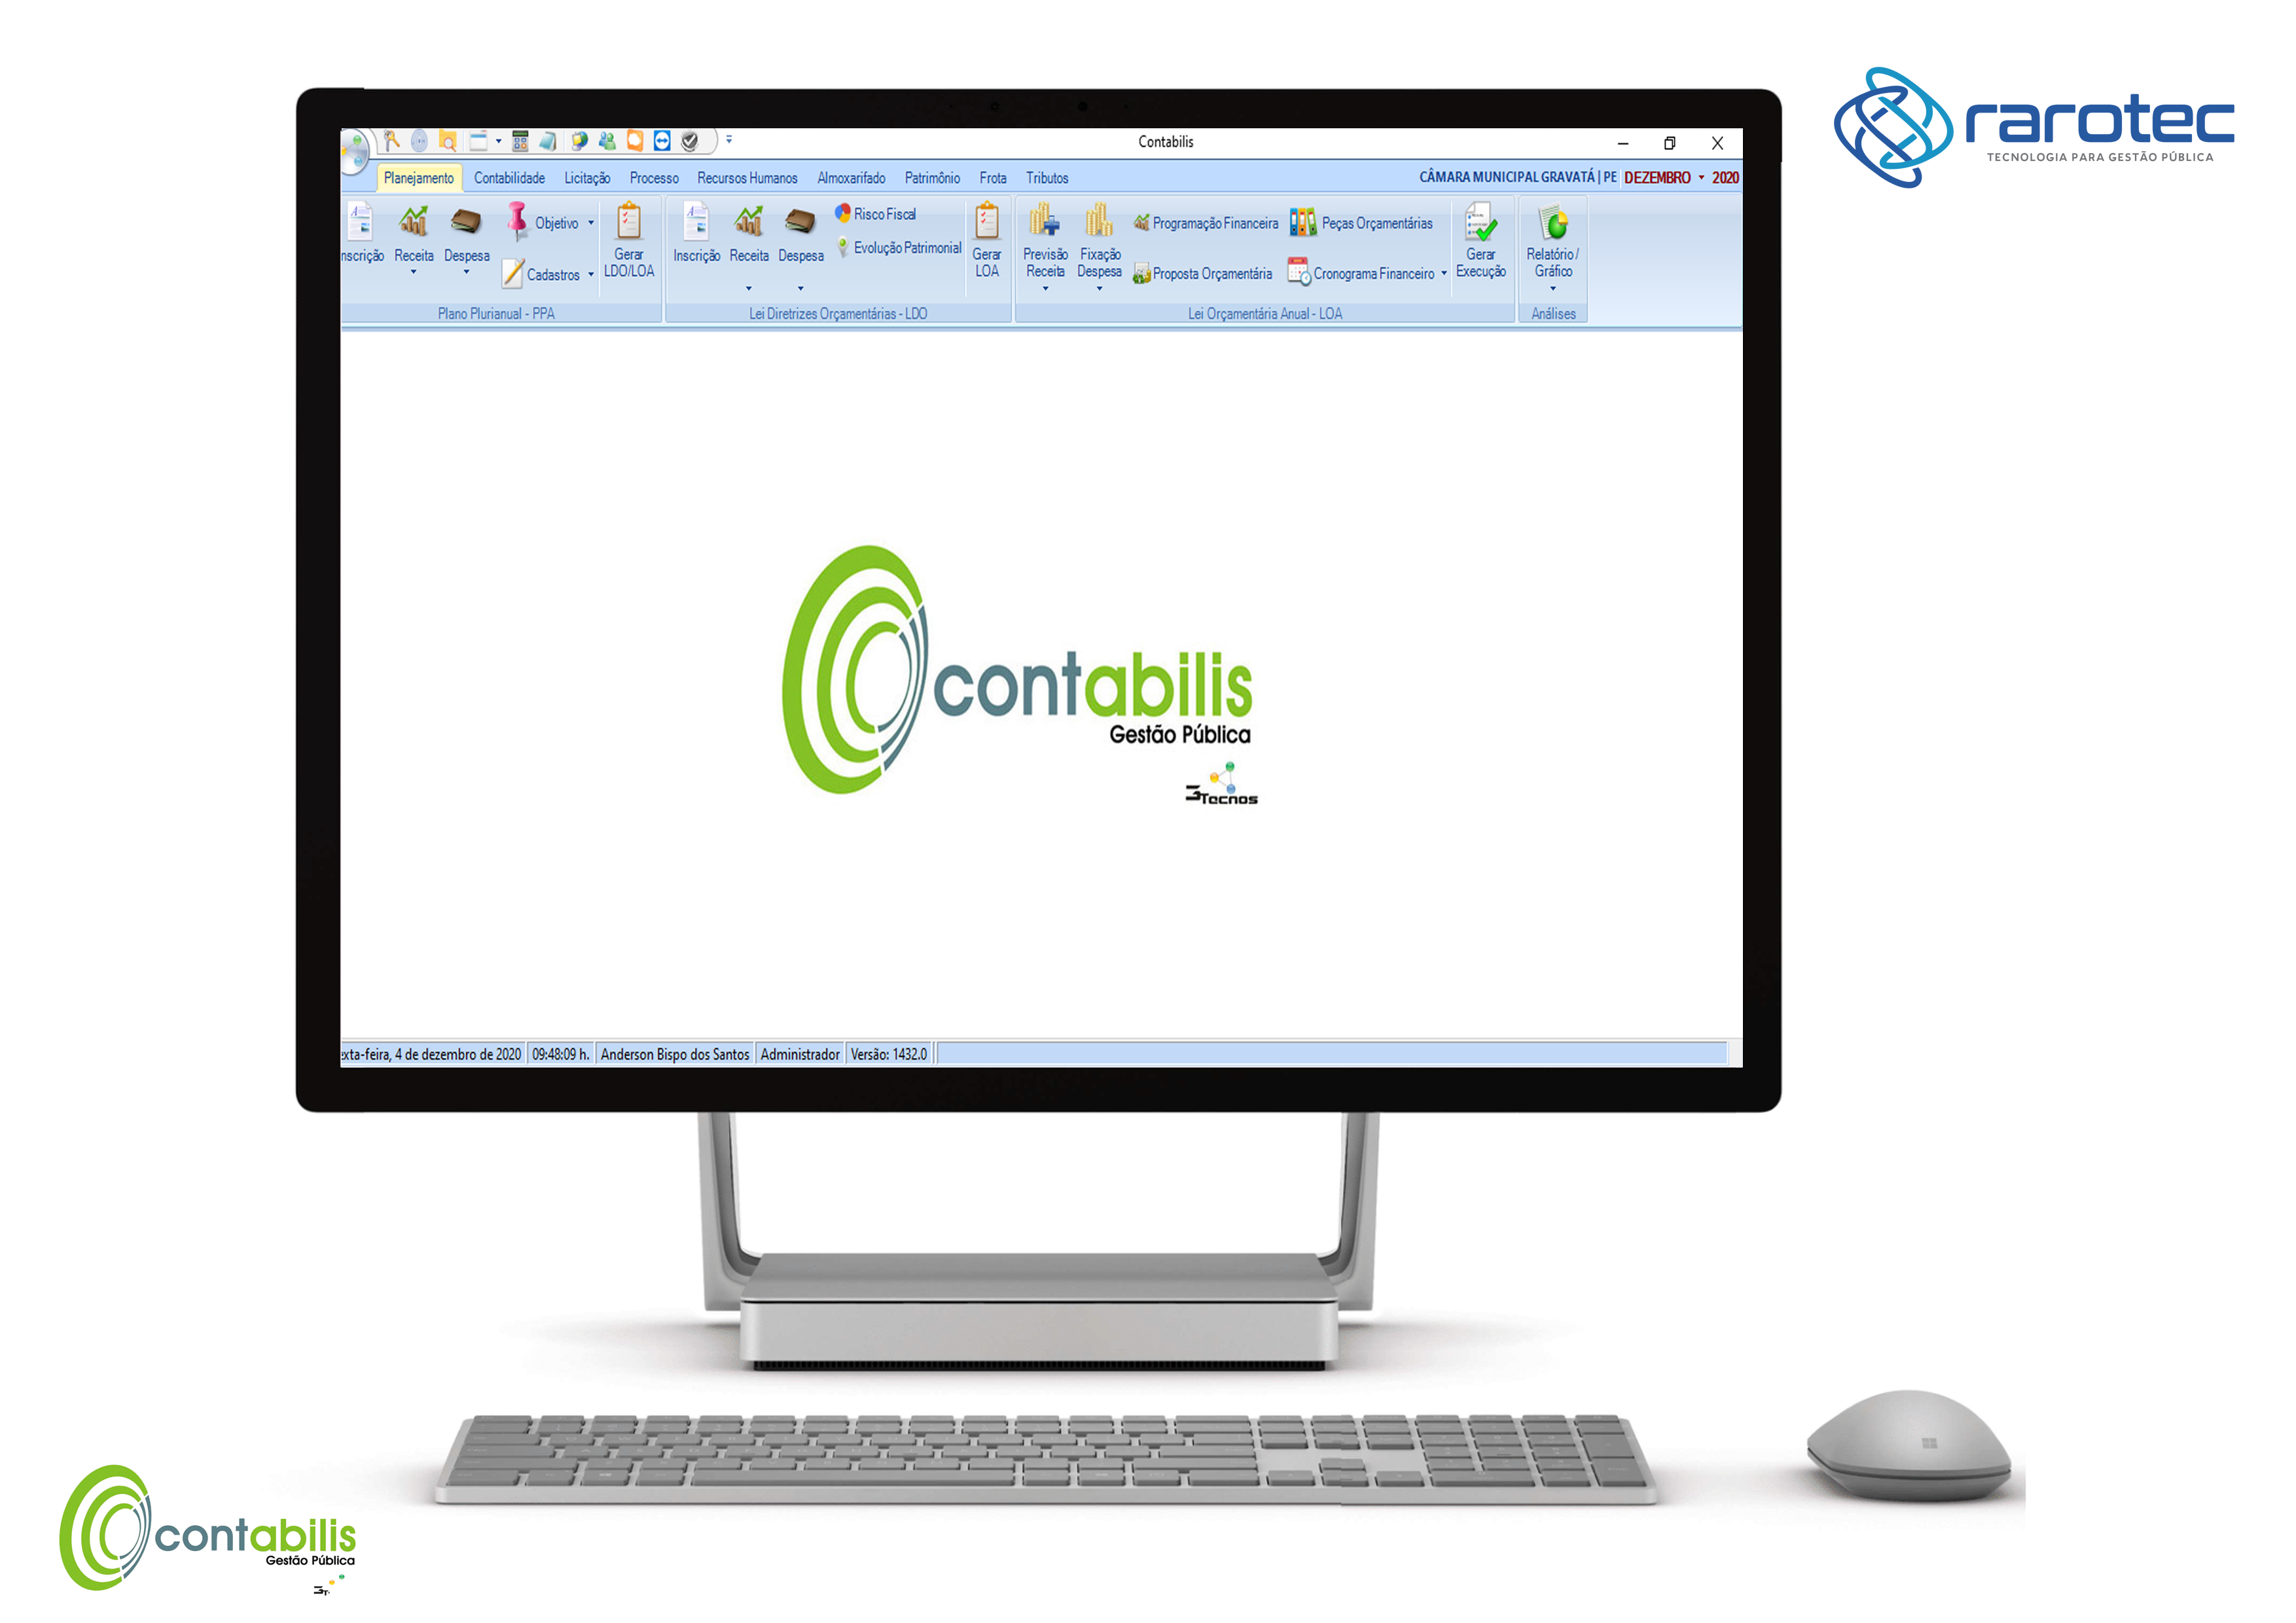 rarotec
TECNOLOGIA PARA GESTÃO PÚBLICA
Contabilis
Planejamento Contabilidade Licitação Processo Recursos Humanos Almoxarifado Patrimônio Frota Tributos CÂMARA MUNICIPAL GRAVATÁ | PE DEZEMBRO 2020
nscrição Receita Despesa Objetivo Cadastros Gerar LDO/LOA
Plano Plurianual - PPA
Inscrição Receita Despesa Risco Fiscal Evolução Patrimonial Gerar LOA
Lei Diretrizes Orçamentárias - LDO
Previsão Receita Fixação Despesa Programação Financeira Proposta Orçamentária Peças Orçamentárias Cronograma Financeiro Gerar Execução
Lei Orçamentária Anual - LOA
Relatório / Gráfico
Análises
contabilis
Gestão Pública
3Tecnos
exta-feira, 4 de dezembro de 2020 09:48:09 h. Anderson Bispo dos Santos Administrador Versão: 1432.0
contabilis
Gestão Pública
3T